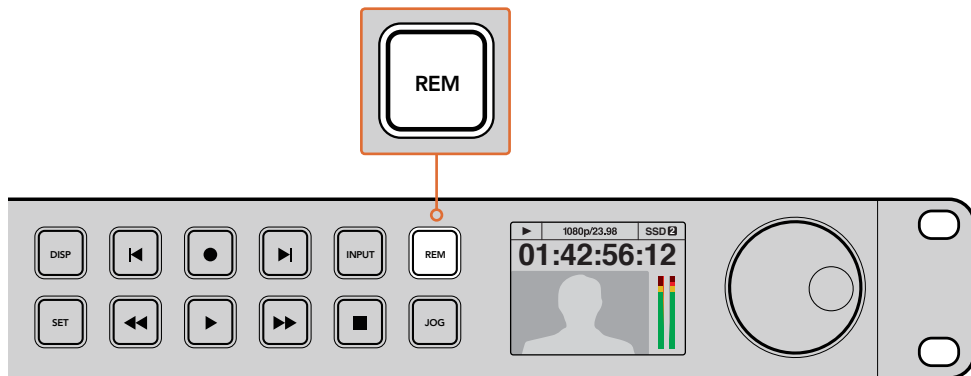 REM
DISP
INPUT
REM
1080p/23.98
SSD 2
01:42:56:12
SET
JOG